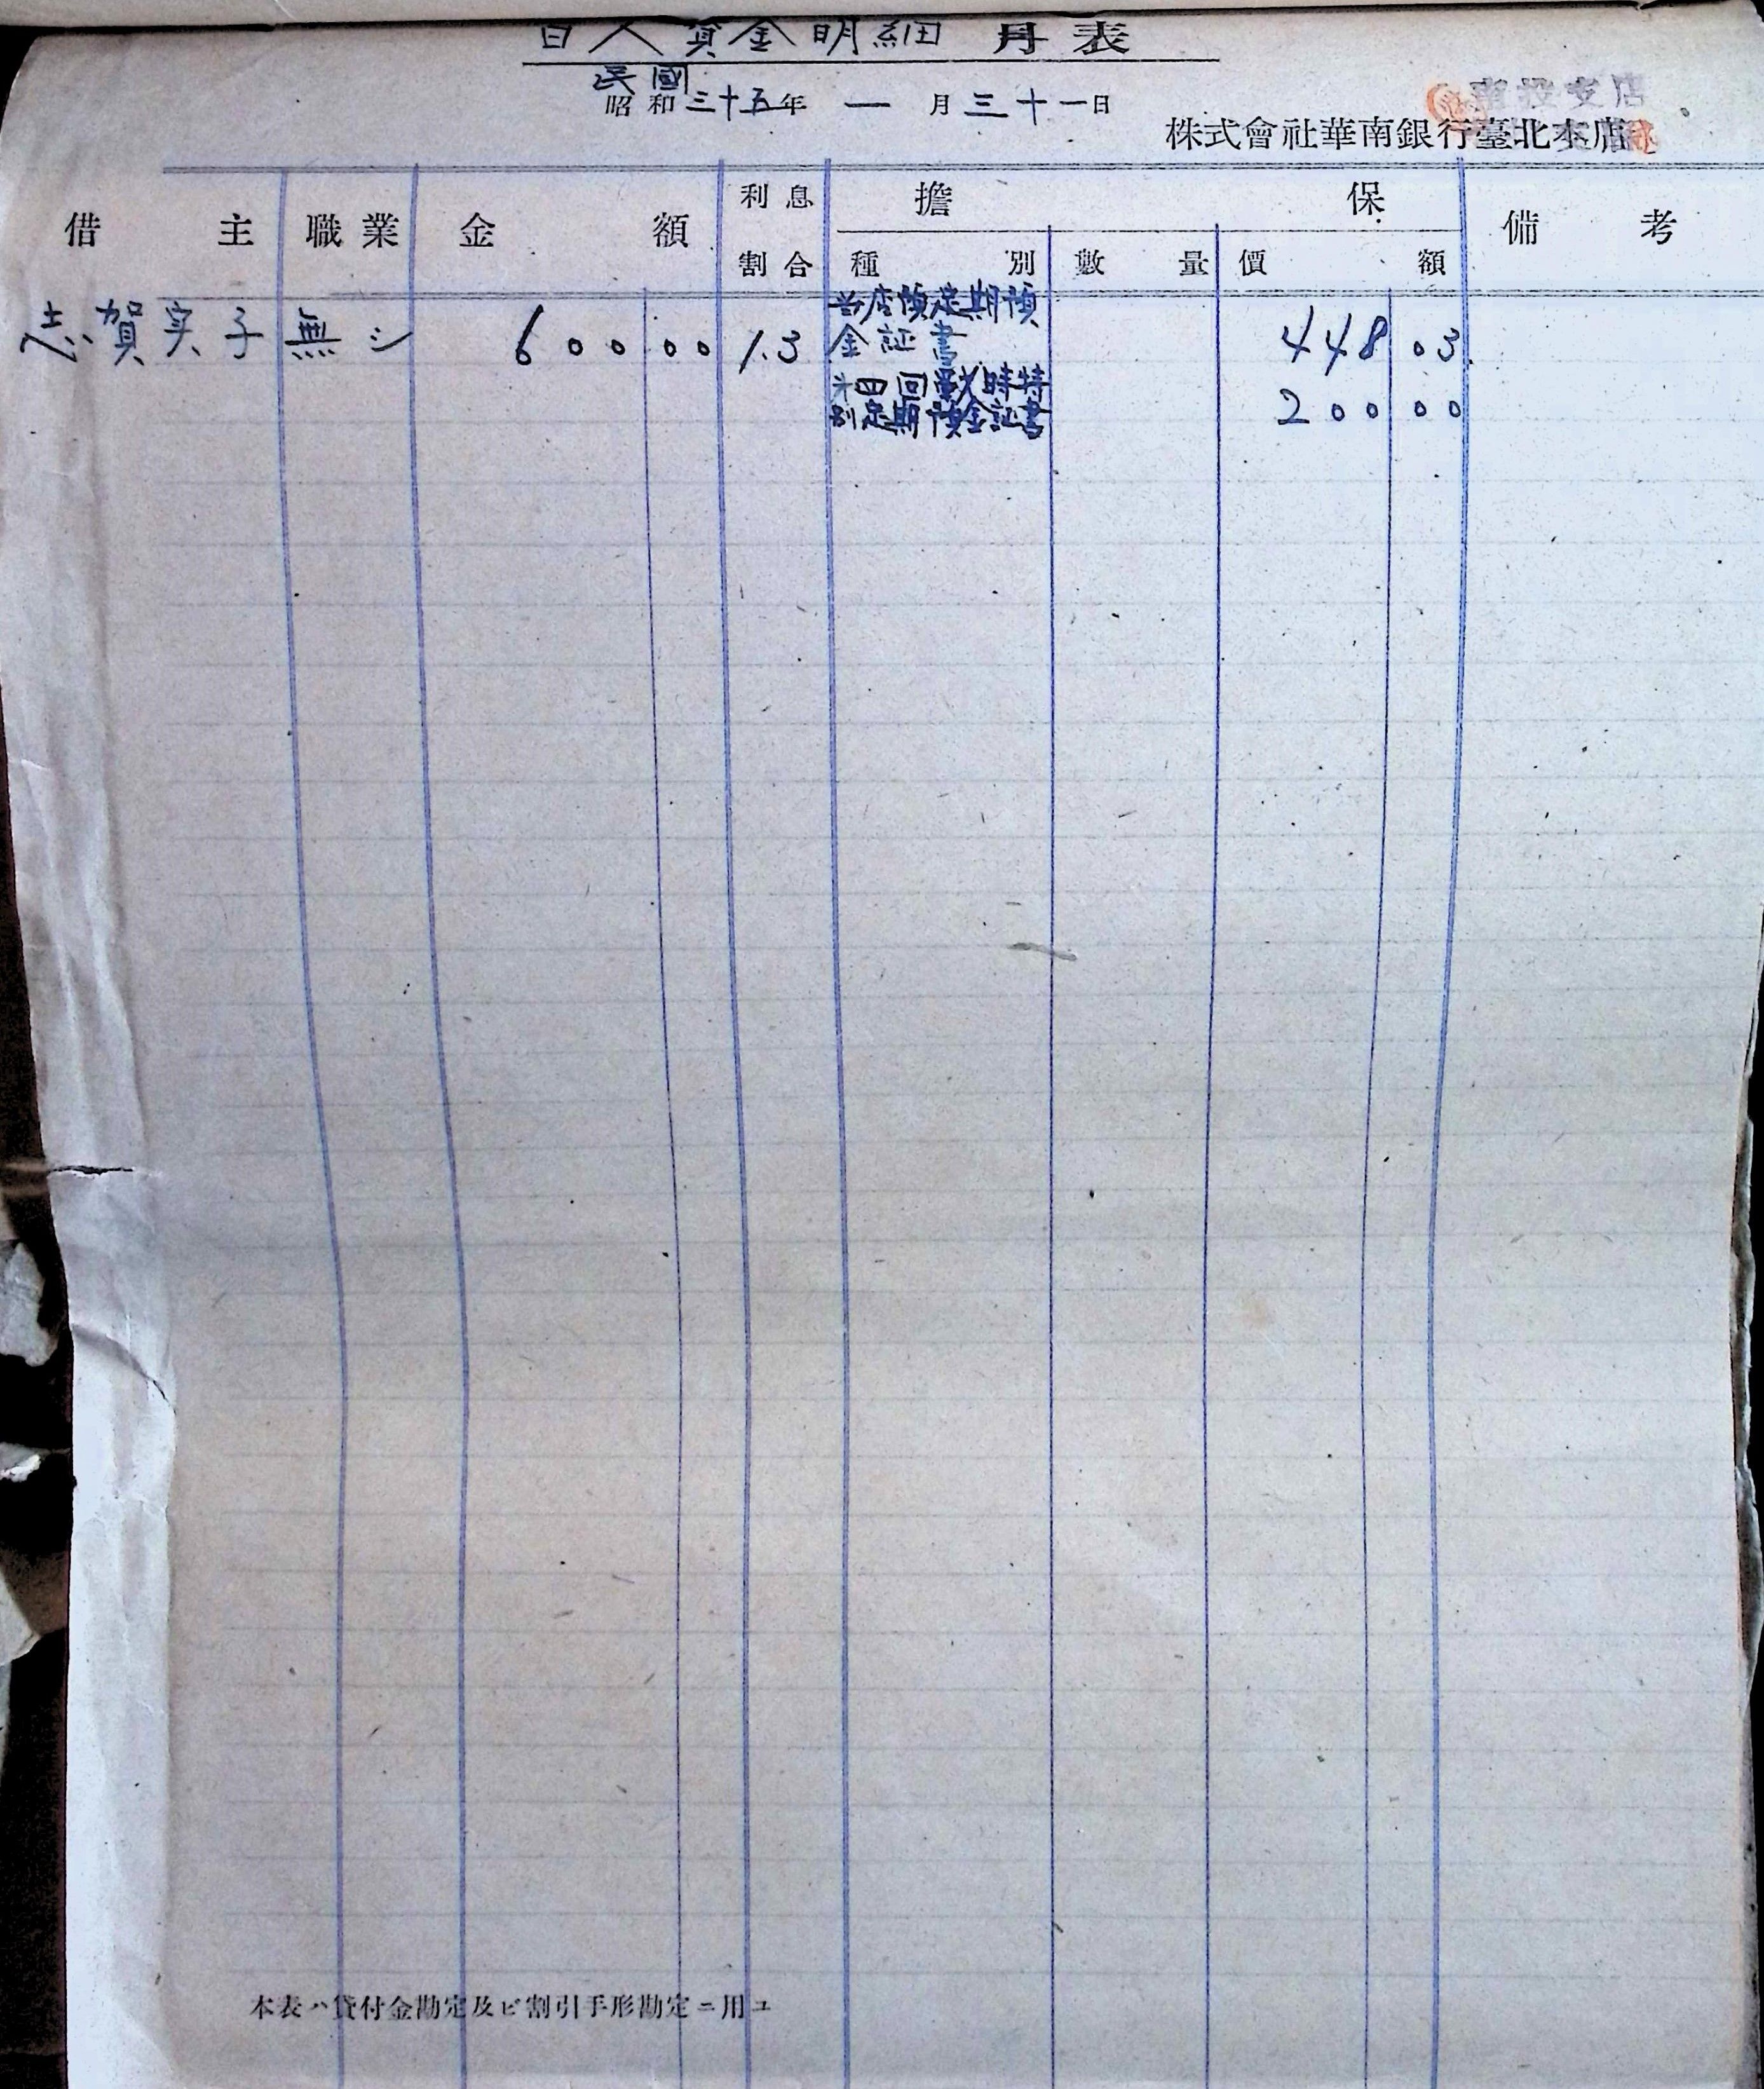 日人貸金明細月表
民國
昭和三十五年 一月三十一日
南投支店
株式會社華南銀行臺北本店
借主 職業 金額 利息割合 擔保 備考
種別 數量 價額
志賀実子 無シ 600 00 1.3 当店預定期預金証書 448 03
第四回戰時特別定期預金証書 200 00
本表ハ貸付金勘定及ビ割引手形勘定ニ用ユ